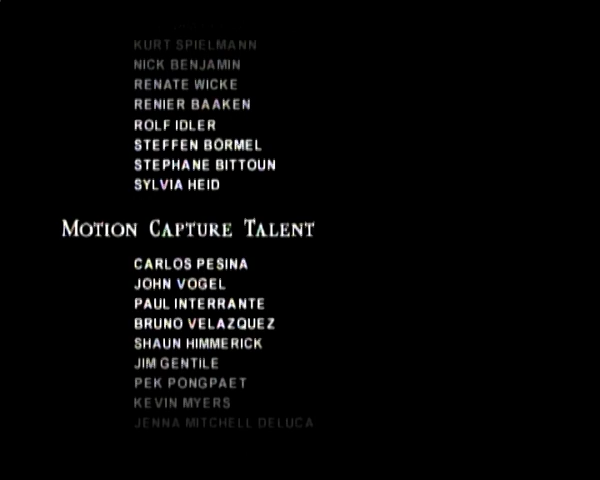 KURT SPIELMANN
NICK BENJAMIN
RENATE WICKE
RENIER BAAKEN
ROLF IDLER
STEFFEN BÖRMEL
STEPHANE BITTOUN
SYLVIA HEID
MOTION CAPTURE TALENT
CARLOS PESINA
JOHN VOGEL
PAUL INTERRANTE
BRUNO VELAZQUEZ
SHAUN HIMMERICK
JIM GENTILE
PEK PONGPAET
KEVIN MYERS
JENNA MITCHELL DELUCA